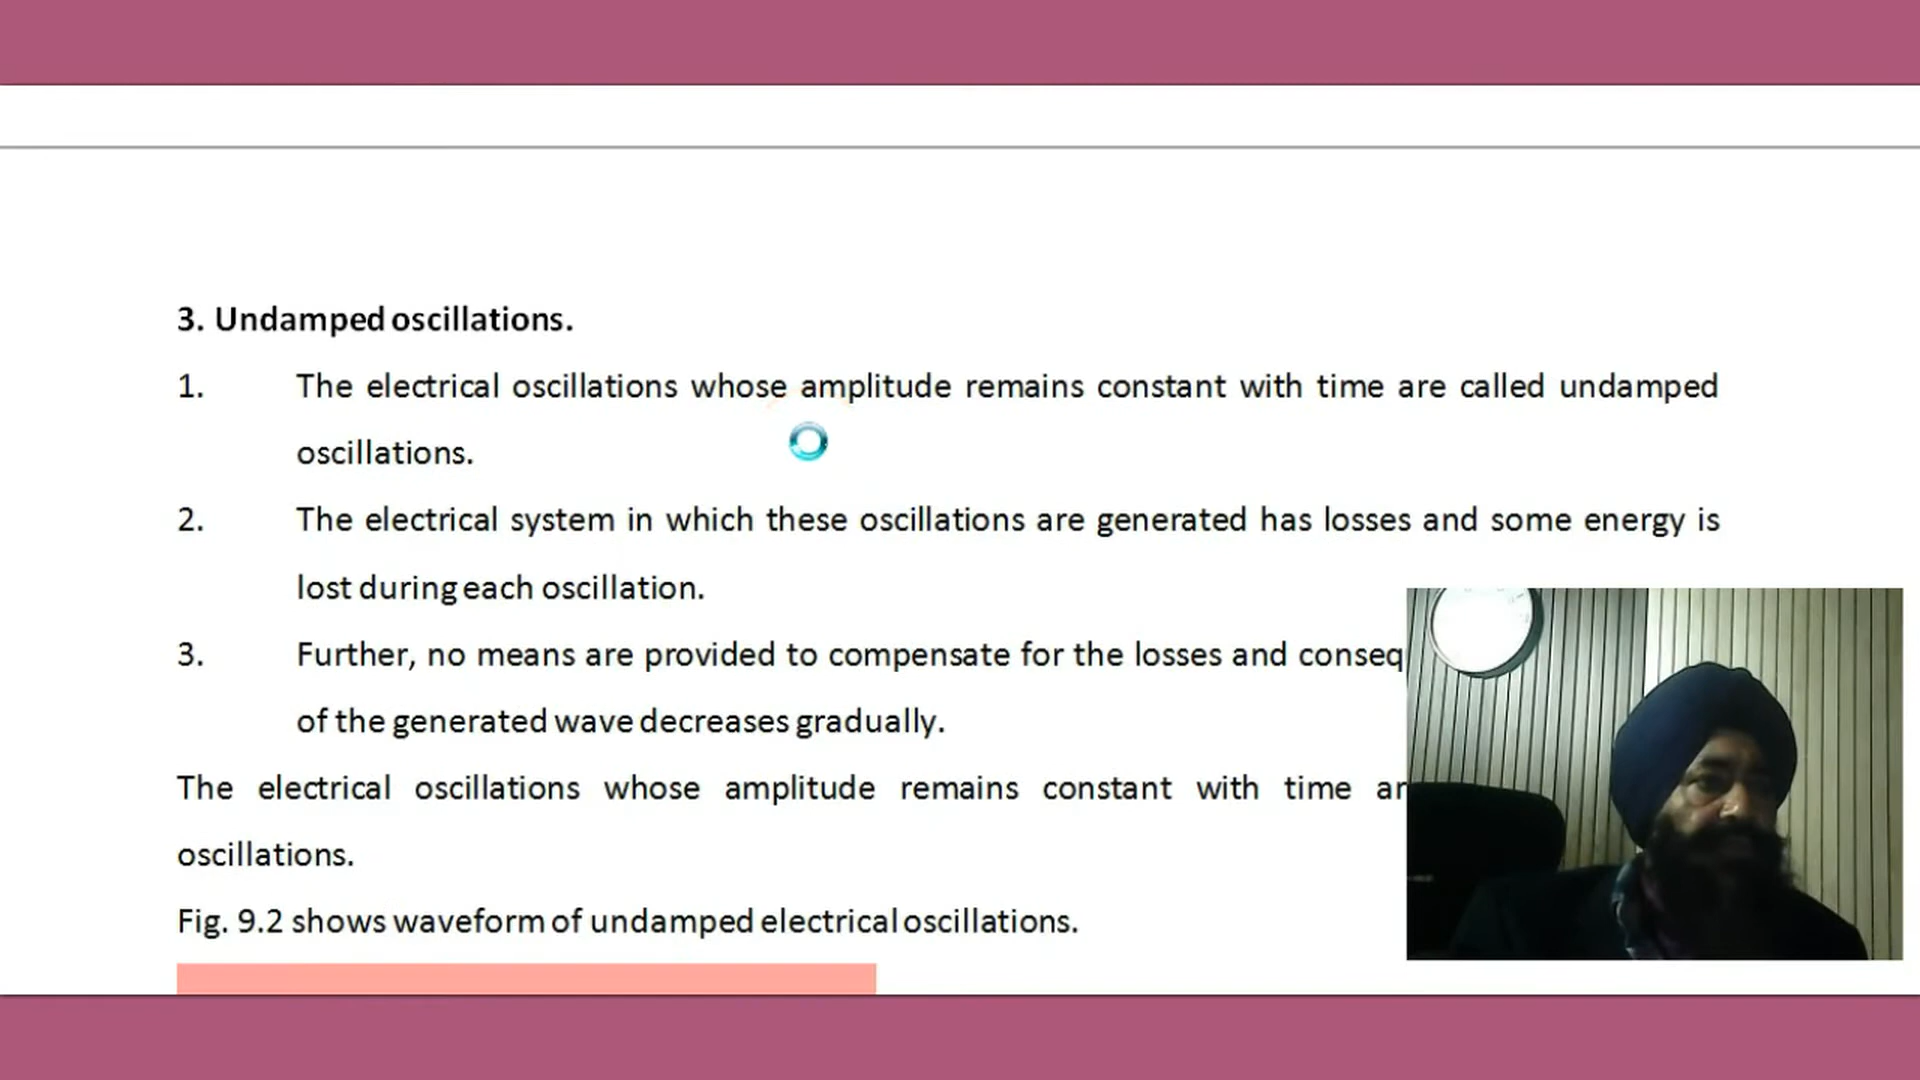 3. Undamped oscillations.
1. The electrical oscillations whose amplitude remains constant with time are called undamped
oscillations.
2. The electrical system in which these oscillations are generated has losses and some energy is
lost during each oscillation.
3. Further, no means are provided to compensate for the losses and
of the generated wave decreases gradually.
The electrical oscillations whose amplitude remains constant with time
oscillations.
Fig. 9.2 shows waveform of undamped electrical oscillations.